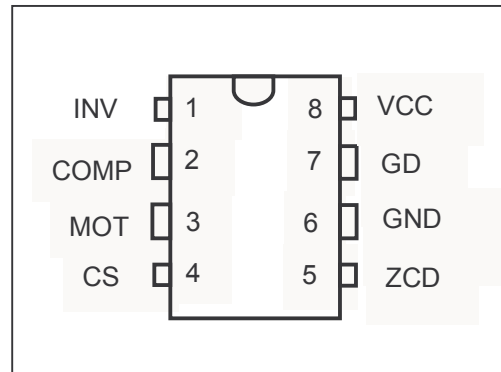 INV 1 8 VCC
COMP 2 7 GD
MOT 3 6 GND
CS 4 5 ZCD